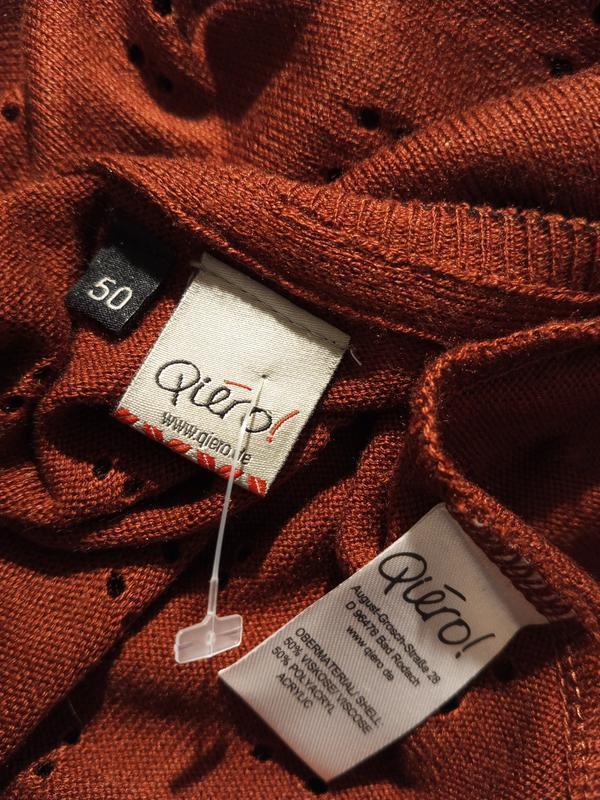 50
Qiéro!
www.qiero.de
Qiéro!
August-Grosch-Straße 28
D 96476 Bad Rodach
www.qiero.de
OBERMATERIAL/ SHELL:
50% VISKOSE/ VISCOSE
50% POLYACRYL
ACRYLIC